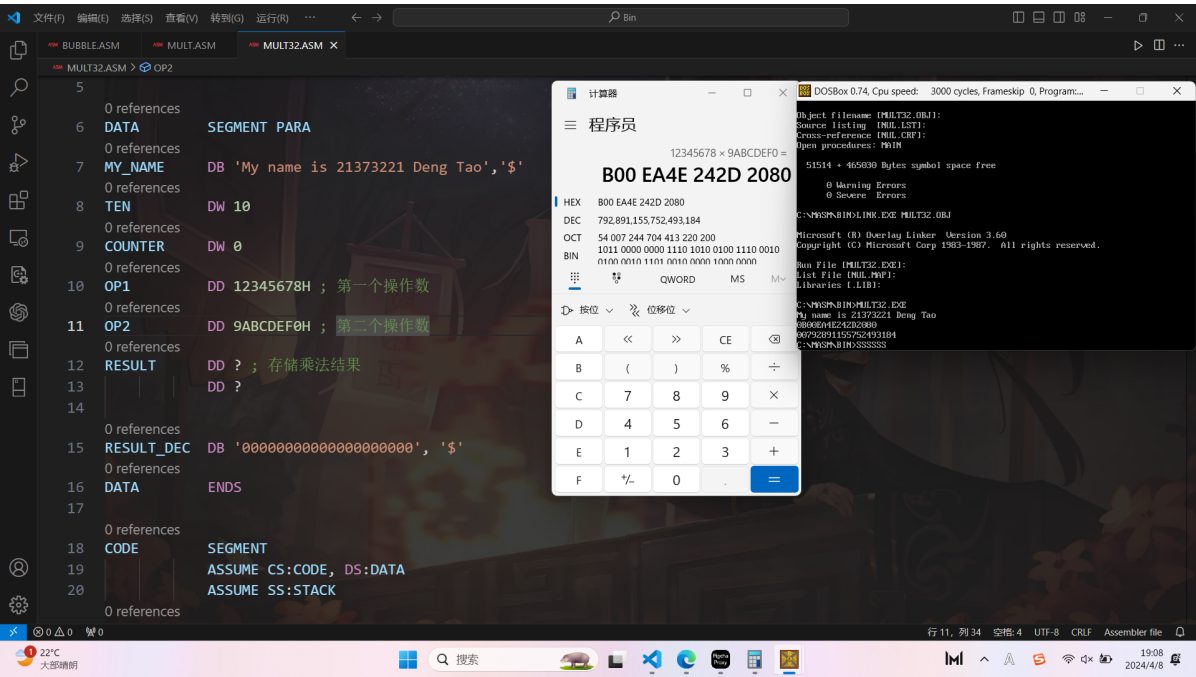 文件(F) 编辑(E) 选择(S) 查看(V) 转到(G) 运行(R) ··· Bin
BUBBLE.ASM MULT.ASM MULT32.ASM
MULT32.ASM > OP2
5
0 references
6 DATA SEGMENT PARA
0 references
7 MY_NAME DB 'My name is 21373221 Deng Tao','$'
0 references
8 TEN DW 10
0 references
9 COUNTER DW 0
0 references
10 OP1 DD 12345678H ; 第一个操作数
0 references
11 OP2 DD 9ABCDEF0H ; 第二个操作数
0 references
12 RESULT DD ? ; 存储乘法结果
13 DD ?
14
0 references
15 RESULT_DEC DB '00000000000000000000', '$'
0 references
16 DATA ENDS
17
0 references
18 CODE SEGMENT
19 ASSUME CS:CODE, DS:DATA
20 ASSUME SS:STACK
0 references
计算器
程序员
12345678 × 9ABCDEF0 =
B00 EA4E 242D 2080
HEX B00 EA4E 242D 2080
DEC 792,891,155,752,493,184
OCT 54 007 244 704 413 220 200
BIN 1011 0000 0000 1110 1010 0100 1110 0010
0100 0010 1101 0010 0000 1000 0000
QWORD MS M
按位 位移位
A « » CE
B ( ) % ÷
C 7 8 9 ×
D 4 5 6 −
E 1 2 3 +
F +/− 0 . =
DOSBox 0.74, Cpu speed: 3000 cycles, Frameskip 0, Program:...
Object filename [MULT32.OBJ]:
Source listing [NUL.LST]:
Cross-reference [NUL.CRF]:
Open procedures: MAIN
51514 + 465030 Bytes symbol space free
0 Warning Errors
0 Severe Errors
C:\MASM\BIN>LINK.EXE MULT32.OBJ
Microsoft (R) Overlay Linker Version 3.60
Copyright (C) Microsoft Corp 1983-1987. All rights reserved.
Run File [MULT32.EXE]:
List File [NUL.MAP]:
Libraries [.LIB]:
C:\MASM\BIN>MULT32.EXE
My name is 21373221 Deng Tao
0B00EA4E242D2080
00792891155752493184
C:\MASM\BIN>SSSSSS
0 0 0 行 11，列 34 空格: 4 UTF-8 CRLF Assembler file
1 22°C
大部晴朗
搜索
19:08
2024/4/8